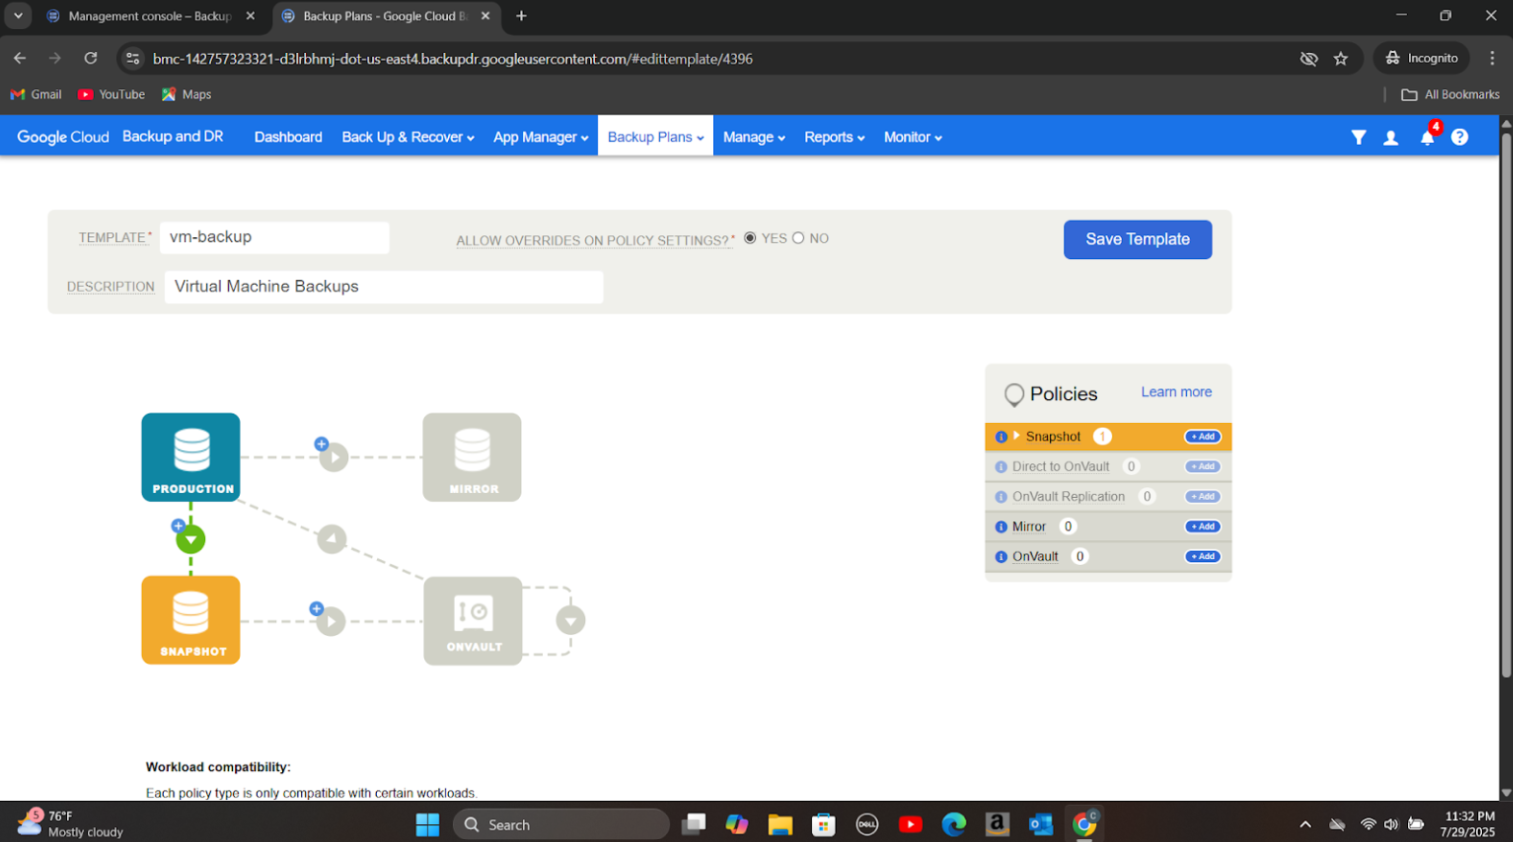 Management console – Backup
Backup Plans - Google Cloud B
bmc-142757323321-d3lrbhmj-dot-us-east4.backupdr.googleusercontent.com/#edittemplate/4396
Incognito
Gmail
YouTube
Maps
All Bookmarks
Google Cloud Backup and DR
Dashboard
Back Up & Recover
App Manager
Backup Plans
Manage
Reports
Monitor
4
TEMPLATE*
vm-backup
ALLOW OVERRIDES ON POLICY SETTINGS?*
YES
NO
Save Template
DESCRIPTION
Virtual Machine Backups
Policies
Learn more
Snapshot 1 + Add
Direct to OnVault 0 + Add
OnVault Replication 0 + Add
Mirror 0 + Add
OnVault 0 + Add
PRODUCTION
MIRROR
SNAPSHOT
ONVAULT
Workload compatibility:
Each policy type is only compatible with certain workloads.
5
76°F
Mostly cloudy
Search
DELL
11:32 PM
7/29/2025